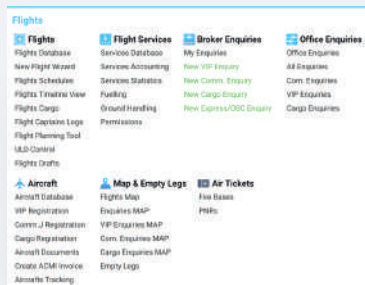 Flights
Flights
Flights Database
New Flight Wizard
Flights Schedules
Flights Timeline View
Flights Cargo
Flight Captains Logs
Flight Planning Tool
ULD Control
Flights Drafts
Flight Services
Services Database
Services Accounting
Services Statistics
Fuelling
Ground Handling
Permissions
Broker Enquiries
My Enquiries
New VIP Enquiry
New Comm. Enquiry
New Cargo Enquiry
New Express/OBC Enquiry
Office Enquiries
Office Enquiries
All Enquiries
Com. Enquiries
VIP Enquiries
Cargo Enquiries
Aircraft
Aircraft Database
VIP Registration
Comm.J Registration
Cargo Registration
Aircraft Documents
Create ACMI Invoice
Aircrafts Tracking
Map & Empty Legs
Flights Map
Enquiries MAP
VIP Enquiries MAP
Com. Enquiries MAP
Cargo Enquiries MAP
Empty Legs
Air Tickets
Fire Bases
PNRs